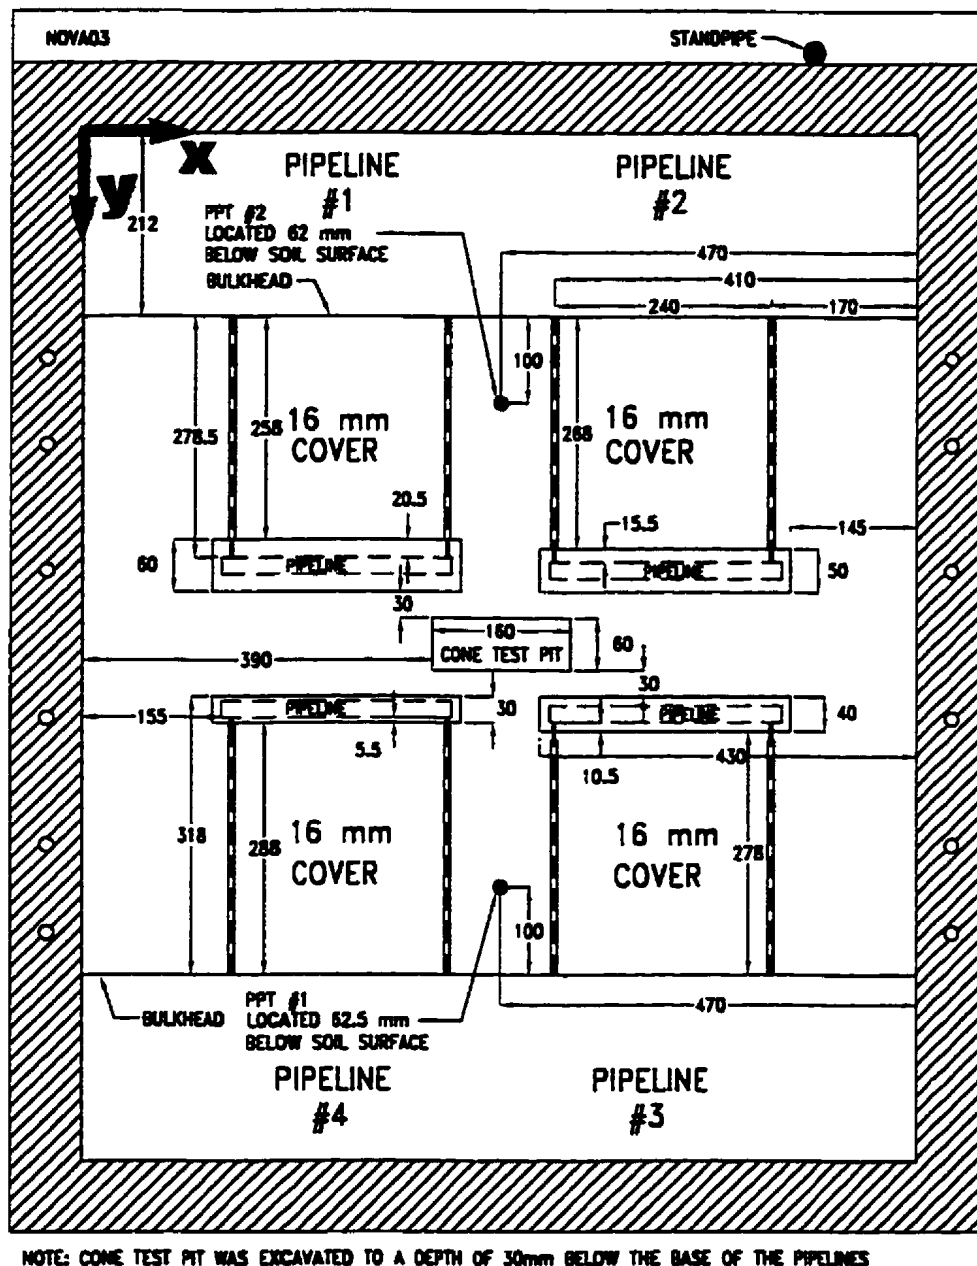 NOVA03
STANDPIPE
X
y
PIPELINE
#1
PIPELINE
#2
212
PPT #2
LOCATED 62 mm
BELOW SOIL SURFACE
BULKHEAD
470
410
240
170
100
278.5
258
16 mm
COVER
268
16 mm
COVER
20.5
15.5
145
60
PIPELINE
PIPELINE
50
30
160
60
CONE TEST PIT
390
30
155
PIPELINE
30
PIPELINE
40
5.5
10.5
430
318
288
16 mm
COVER
16 mm
COVER
278
100
BULKHEAD
PPT #1
LOCATED 62.5 mm
BELOW SOIL SURFACE
470
PIPELINE
#4
PIPELINE
#3
NOTE: CONE TEST PIT WAS EXCAVATED TO A DEPTH OF 30mm BELOW THE BASE OF THE PIPELINES